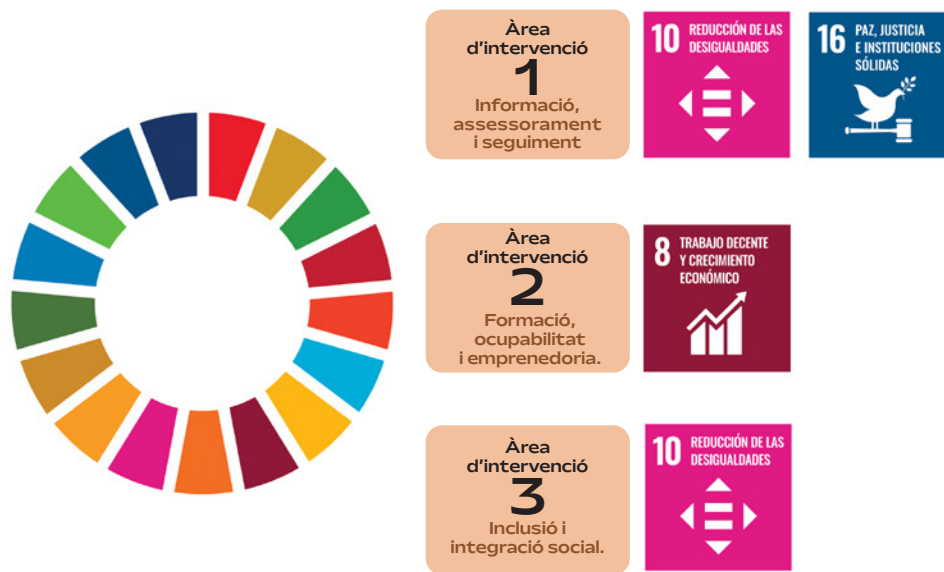 Àrea
d'intervenció
1
Informació,
assessorament
i seguiment
10 REDUCCIÓN DE LAS
DESIGUALDADES
16 PAZ, JUSTICIA
E INSTITUCIONES
SÓLIDAS
Àrea
d'intervenció
2
Formació,
ocupabilitat
i emprenedoria.
8 TRABAJO DECENTE
Y CRECIMIENTO
ECONÓMICO
Àrea
d'intervenció
3
Inclusió i
integració social.
10 REDUCCIÓN DE LAS
DESIGUALDADES